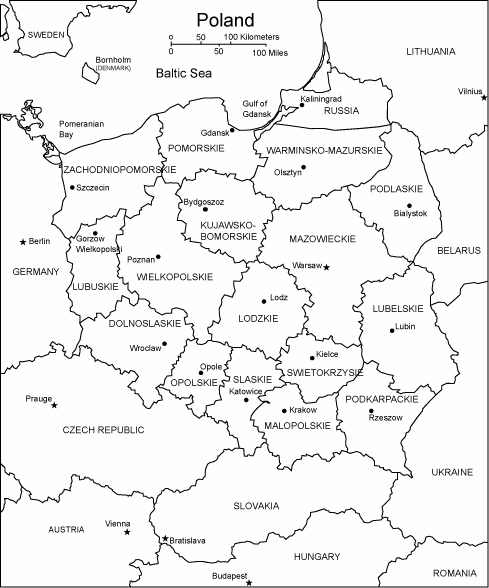 Poland
SWEDEN
0 50 100 Kilometers
0 50 100 Miles
Bornholm
(DENMARK)
LITHUANIA
Baltic Sea
Vilnius
Gulf of
Gdansk
Kaliningrad
RUSSIA
Pomeranian
Bay
Gdansk
POMORSKIE
WARMINSKO-MAZURSKIE
ZACHODNIOPOMORSKIE
Olsztyn
Szczecin
PODLASKIE
Bydgoszoz
Bialystok
KUJAWSKO-
BOMORSKIE
Berlin
Gorzow
Wielkopolski
MAZOWIECKIE
BELARUS
Poznan
Warsaw
GERMANY
WIELKOPOLSKIE
LUBUSKIE
Lodz
LUBELSKIE
LODZKIE
DOLNOSLASKIE
Lubin
Wroclaw
Kielce
Opole
SWIETOKRZYSIE
OPOLSKIE
SLASKIE
Katowice
Prauge
PODKARPACKIE
Krakow
Rzeszow
MALOPOLSKIE
CZECH REPUBLIC
UKRAINE
SLOVAKIA
Vienna
AUSTRIA
Bratislava
HUNGARY
Budapest
ROMANIA